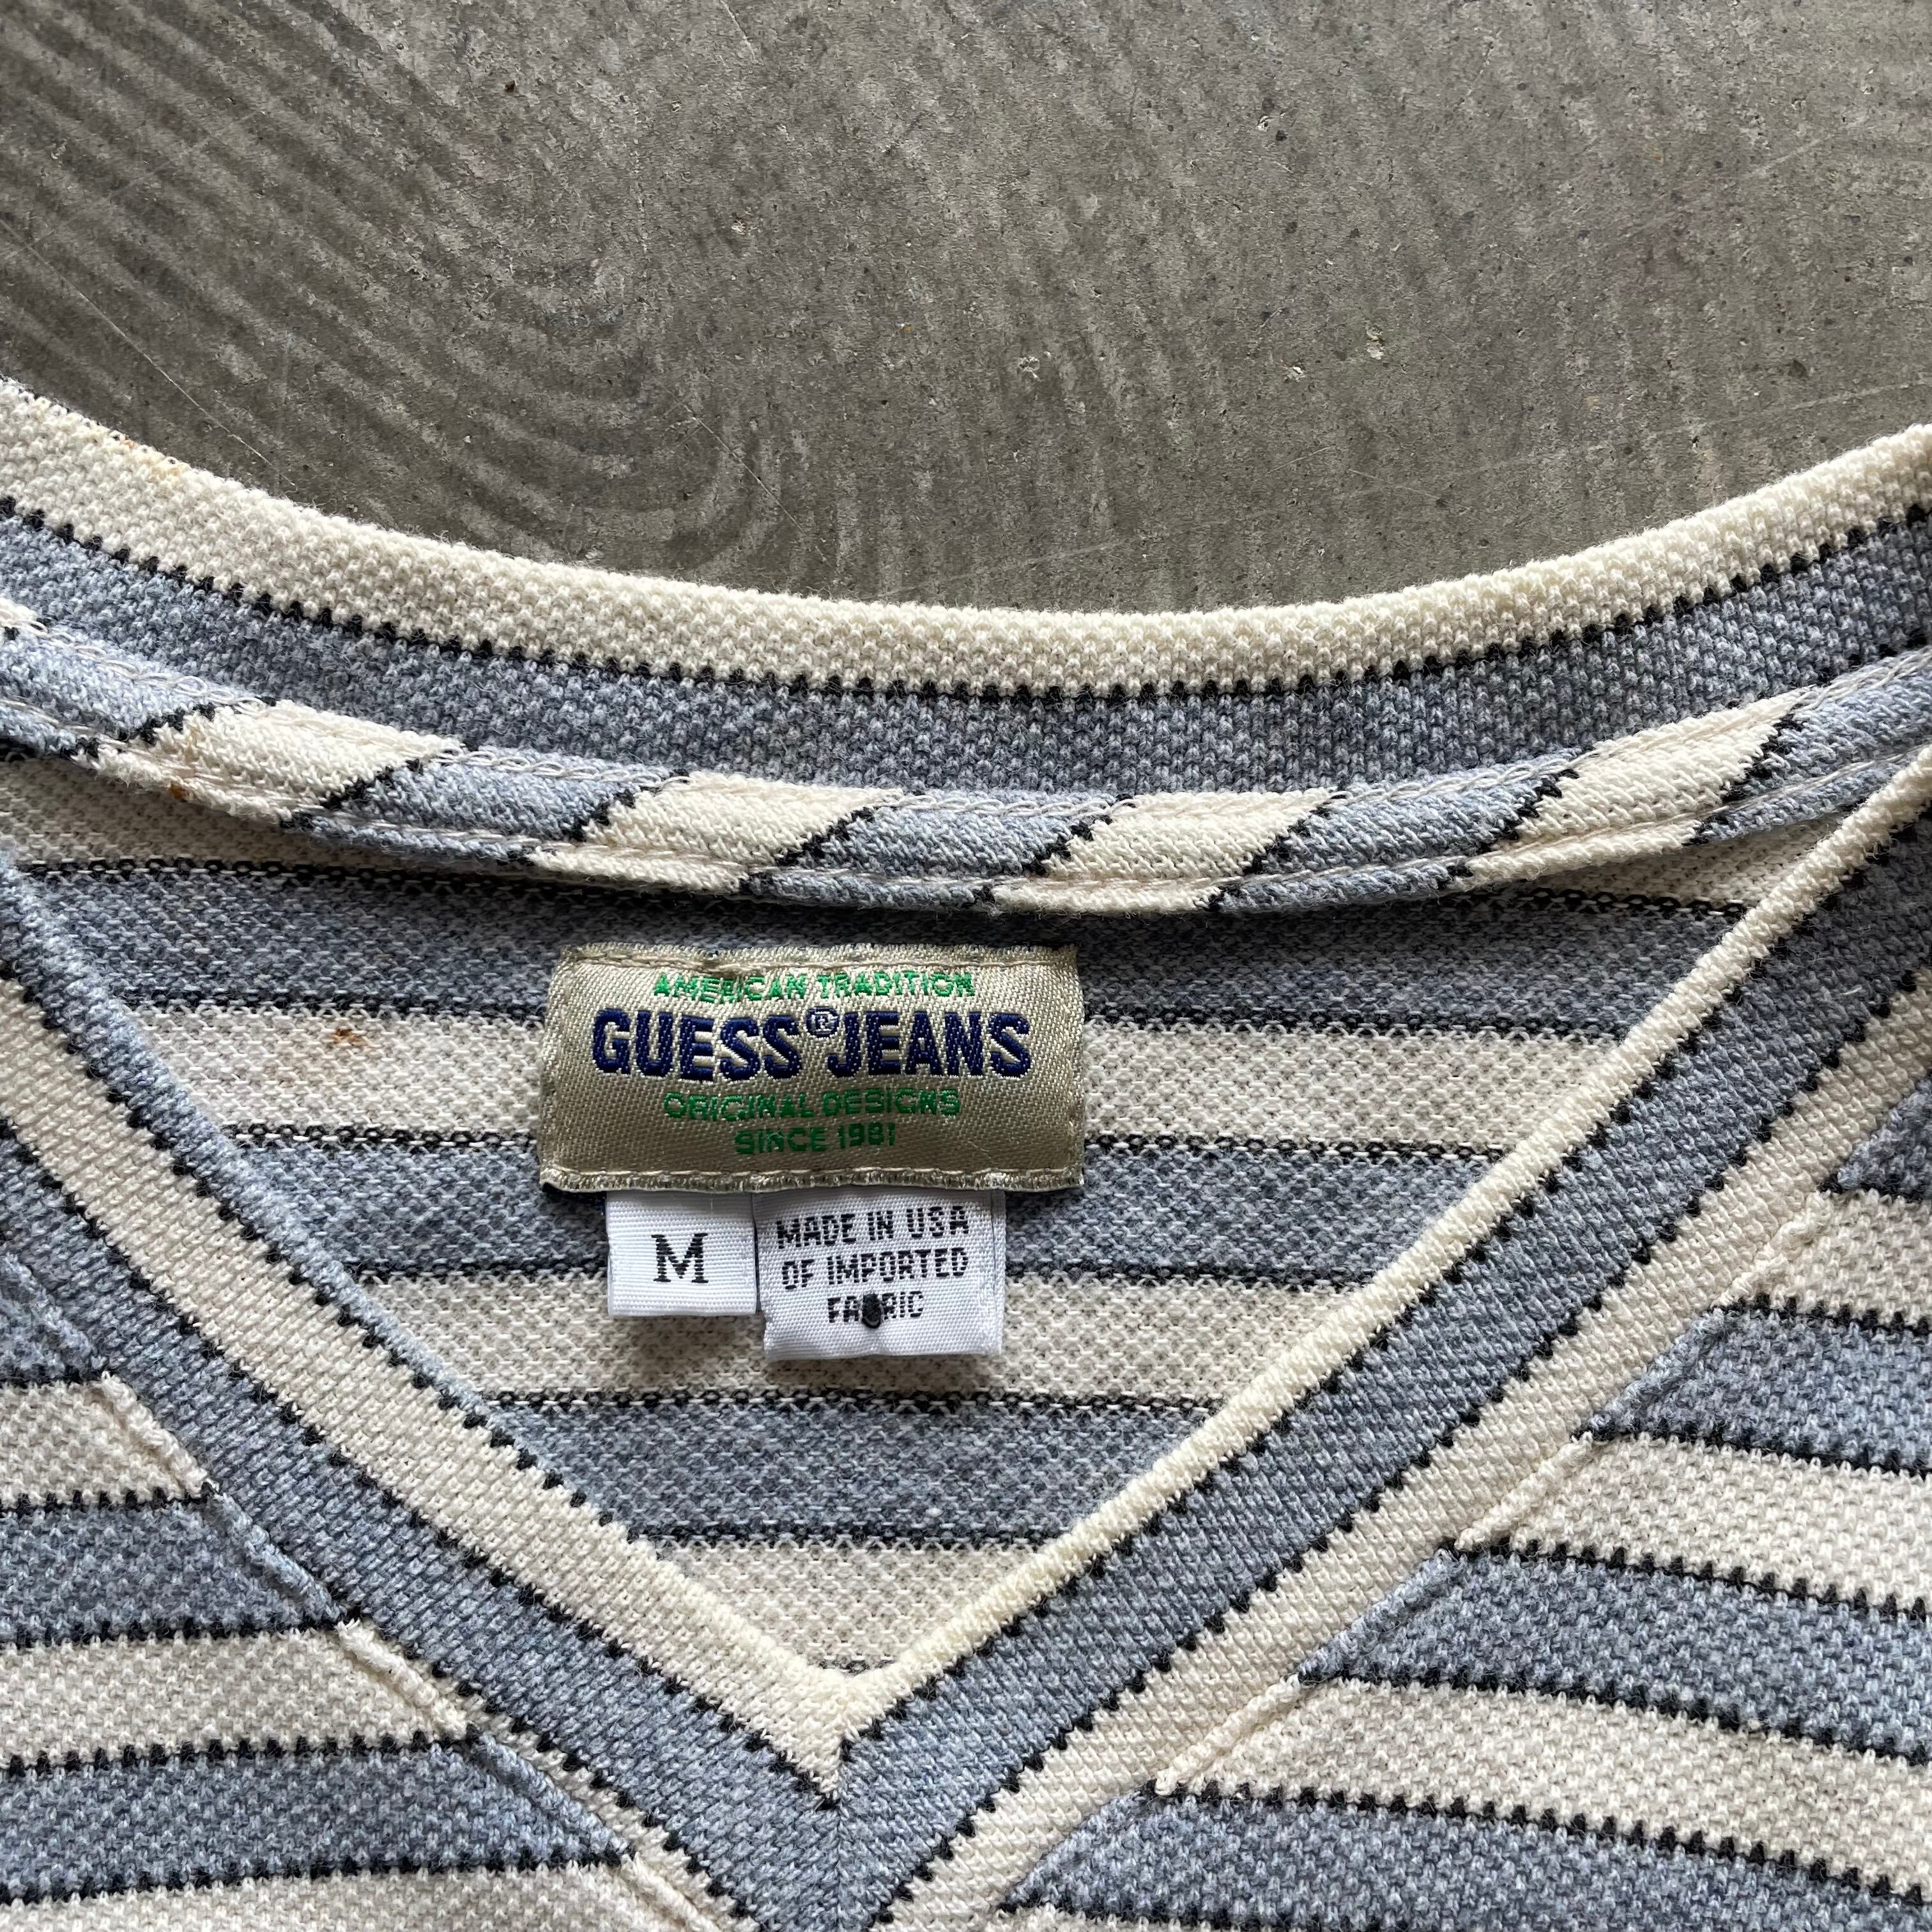 AMERICAN TRADITION
GUESS® JEANS
ORIGINAL DESIGNS
SINCE 1981
M
MADE IN USA
OF IMPORTED
FABRIC